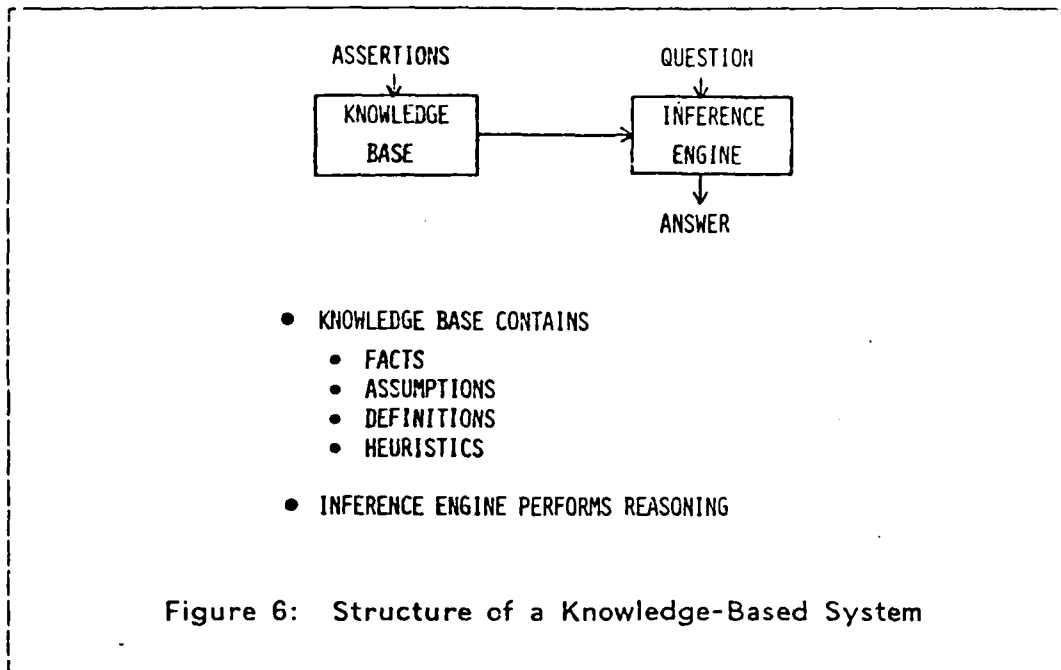 ASSERTIONS QUESTION
KNOWLEDGE BASE
INFERENCE ENGINE
ANSWER
• KNOWLEDGE BASE CONTAINS
• FACTS
• ASSUMPTIONS
• DEFINITIONS
• HEURISTICS
• INFERENCE ENGINE PERFORMS REASONING
Figure 6: Structure of a Knowledge-Based System